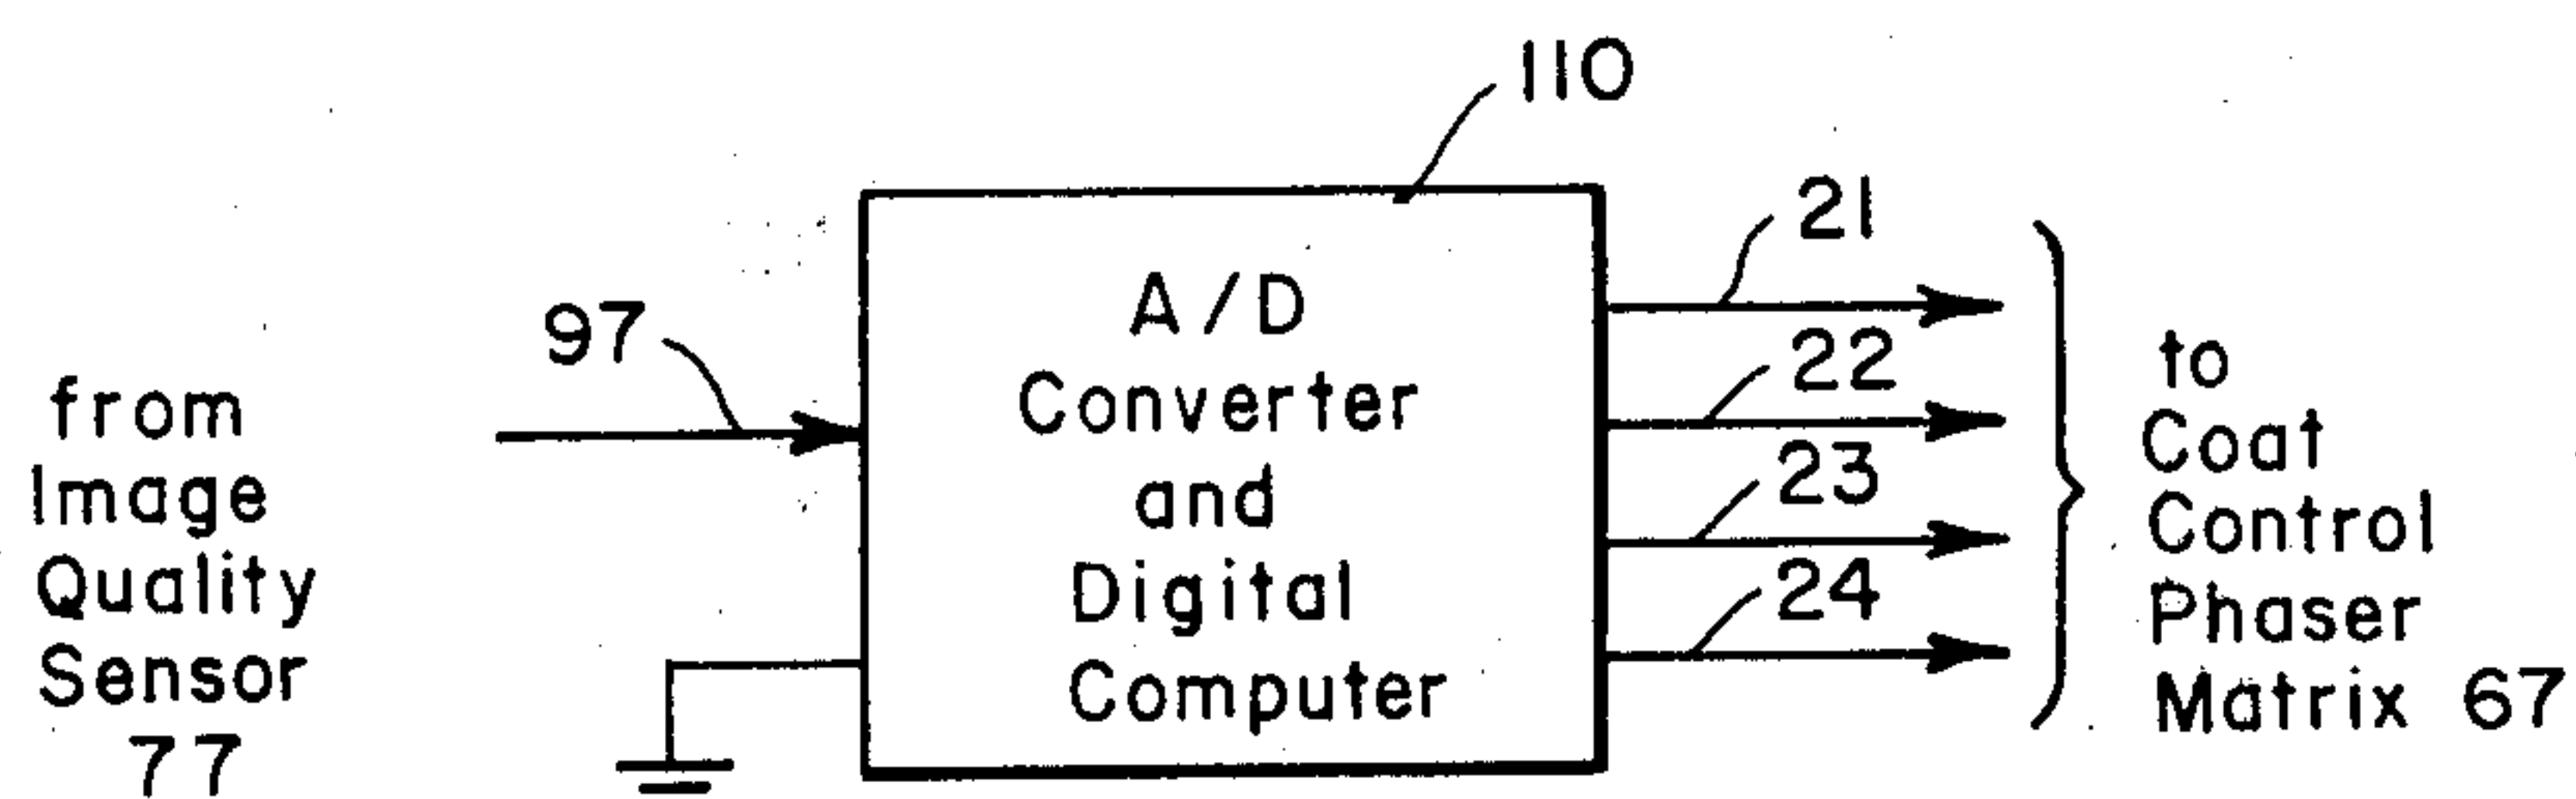 110
21
97
22
23
24
from
Image
Quality
Sensor
77
A/D
Converter
and
Digital
Computer
to
Coat
Control
Phaser
Matrix 67